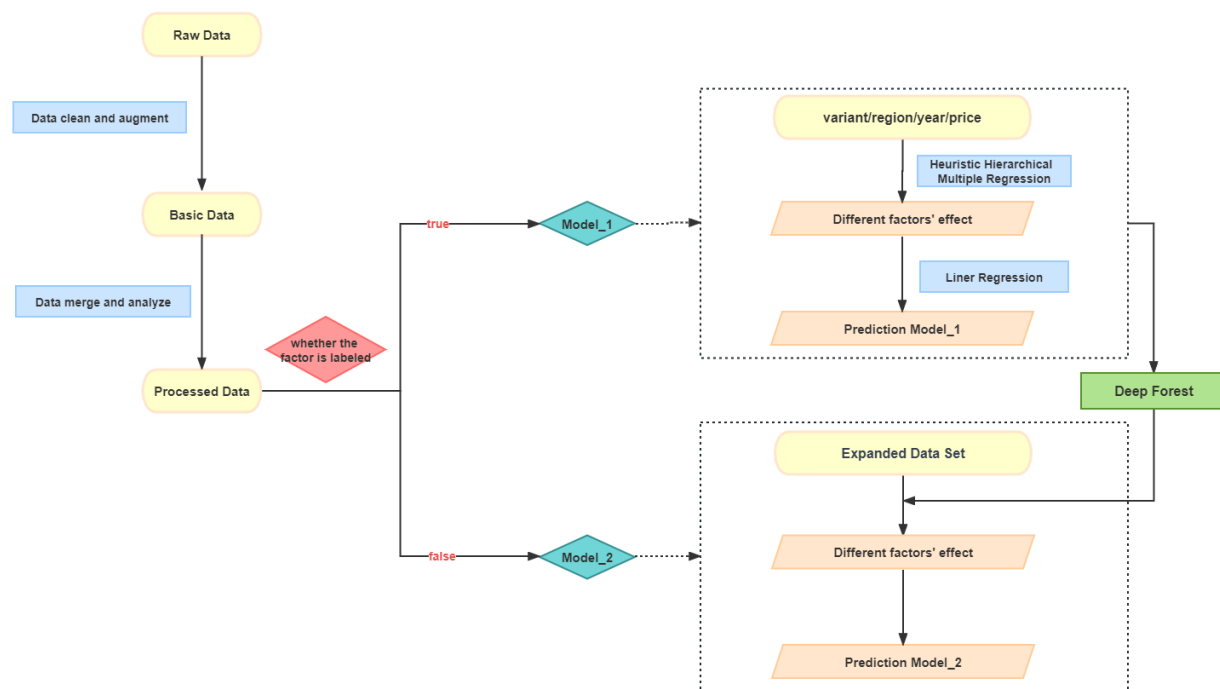 Raw Data
Data clean and augment
Basic Data
Data merge and analyze
whether the
factor is labeled
Processed Data
true
Model_1
false
Model_2
variant/region/year/price
Heuristic Hierarchical
Multiple Regression
Different factors' effect
Liner Regression
Prediction Model_1
Deep Forest
Expanded Data Set
Different factors' effect
Prediction Model_2